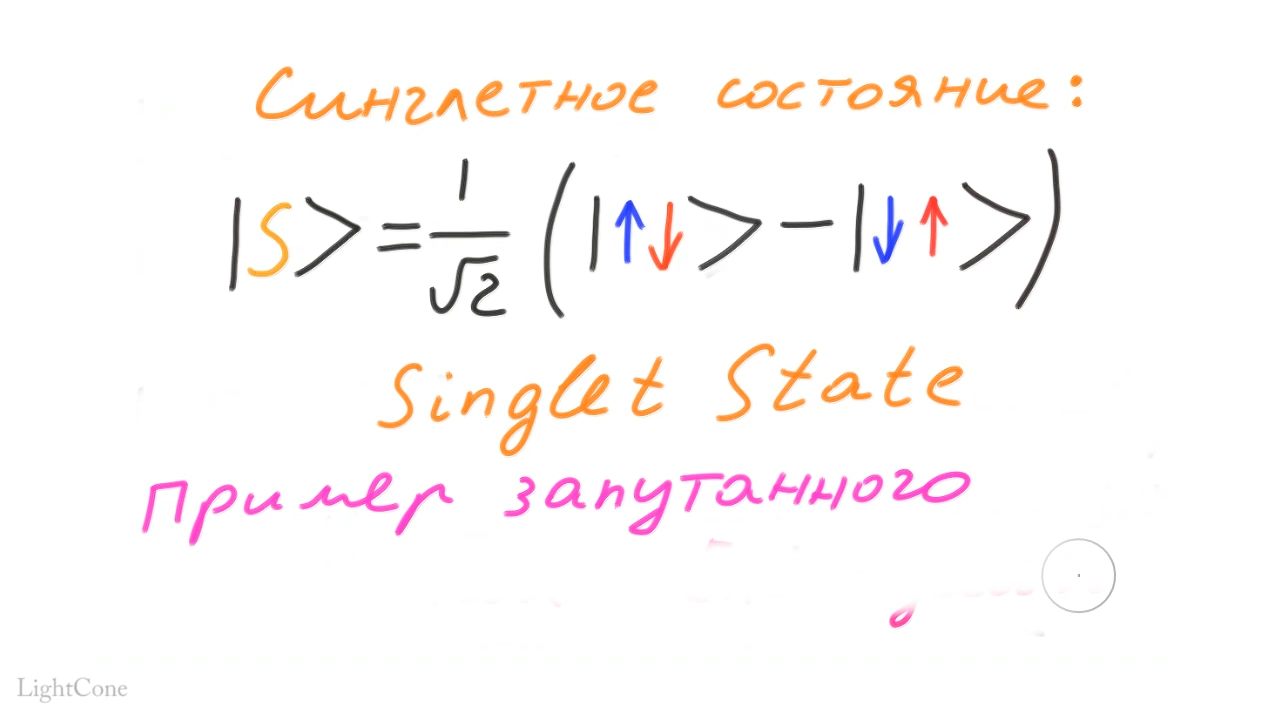 Синглетное состояние:
|S> = 1/√2 (|↑↓> − |↓↑>)
Singlet State
Пример запутанного
LightCone